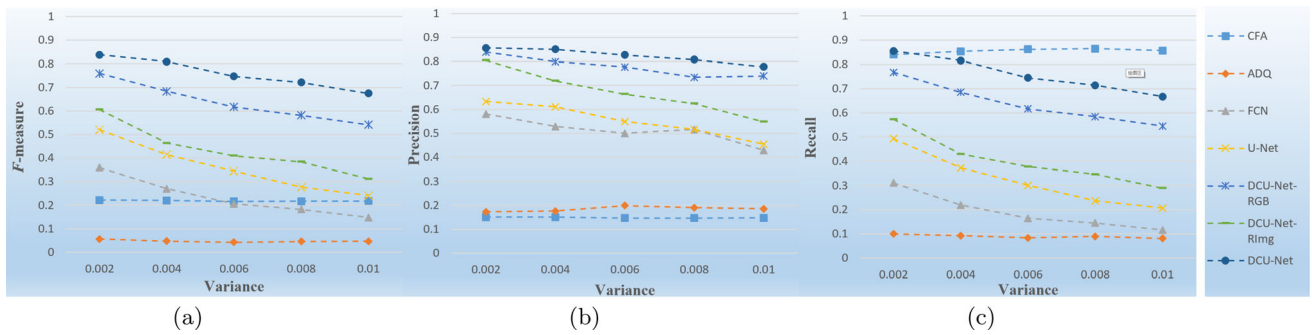 1
0.9
0.8
0.7
0.6
0.5
0.4
0.3
0.2
0.1
0
F-measure
0.002 0.004 0.006 0.008 0.01
Variance
(a)
1
0.9
0.8
0.7
0.6
0.5
0.4
0.3
0.2
0.1
0
Precision
0.002 0.004 0.006 0.008 0.01
Variance
(b)
1
0.9
0.8
0.7
0.6
0.5
0.4
0.3
0.2
0.1
0
Recall
0.002 0.004 0.006 0.008 0.01
Variance
(c)
CFA
ADQ
FCN
U-Net
DCU-Net-
RGB
DCU-Net-
RImg
DCU-Net